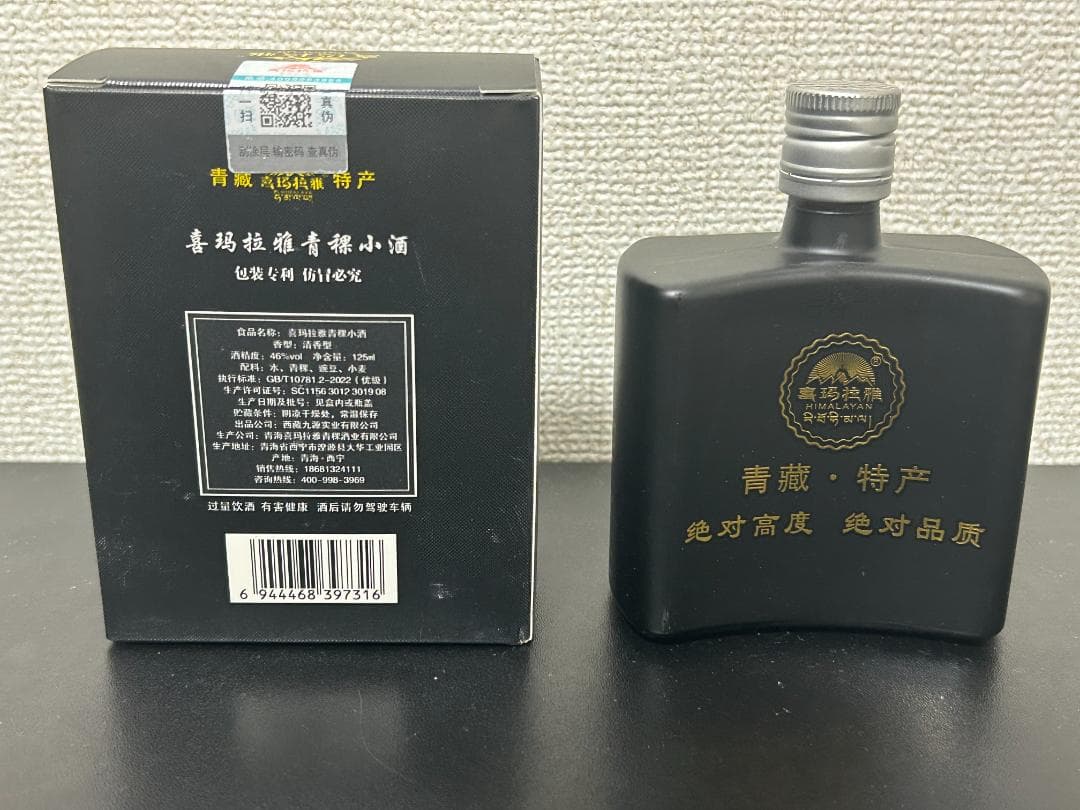 一扫
真伪
刮涂层 输密码 查真伪
青藏 喜玛拉雅 特产
喜玛拉雅青稞小酒
包装专利 仿冒必究
食品名称：喜玛拉雅青稞小酒
香型：清香型
酒精度：46%vol 净含量：125ml
配料：水、青稞、豌豆、小麦
执行标准：GB/T10781.2-2022（优级）
生产许可证号：SC11563012301908
生产日期及批号：见盒内或瓶盖
贮藏条件：阴凉干燥处，常温保存
出品公司：西藏九源实业有限公司
生产公司：青海喜玛拉雅青稞酒业有限公司
生产地址：青海省西宁市湟源县大华工业园区
产地：青海·西宁
销售热线：18681324111
咨询热线：400-998-3969
过量饮酒 有害健康 酒后请勿驾驶车辆
6 944468 397316
喜玛拉雅®
HIMALAYAN
青藏·特产
绝对高度 绝对品质